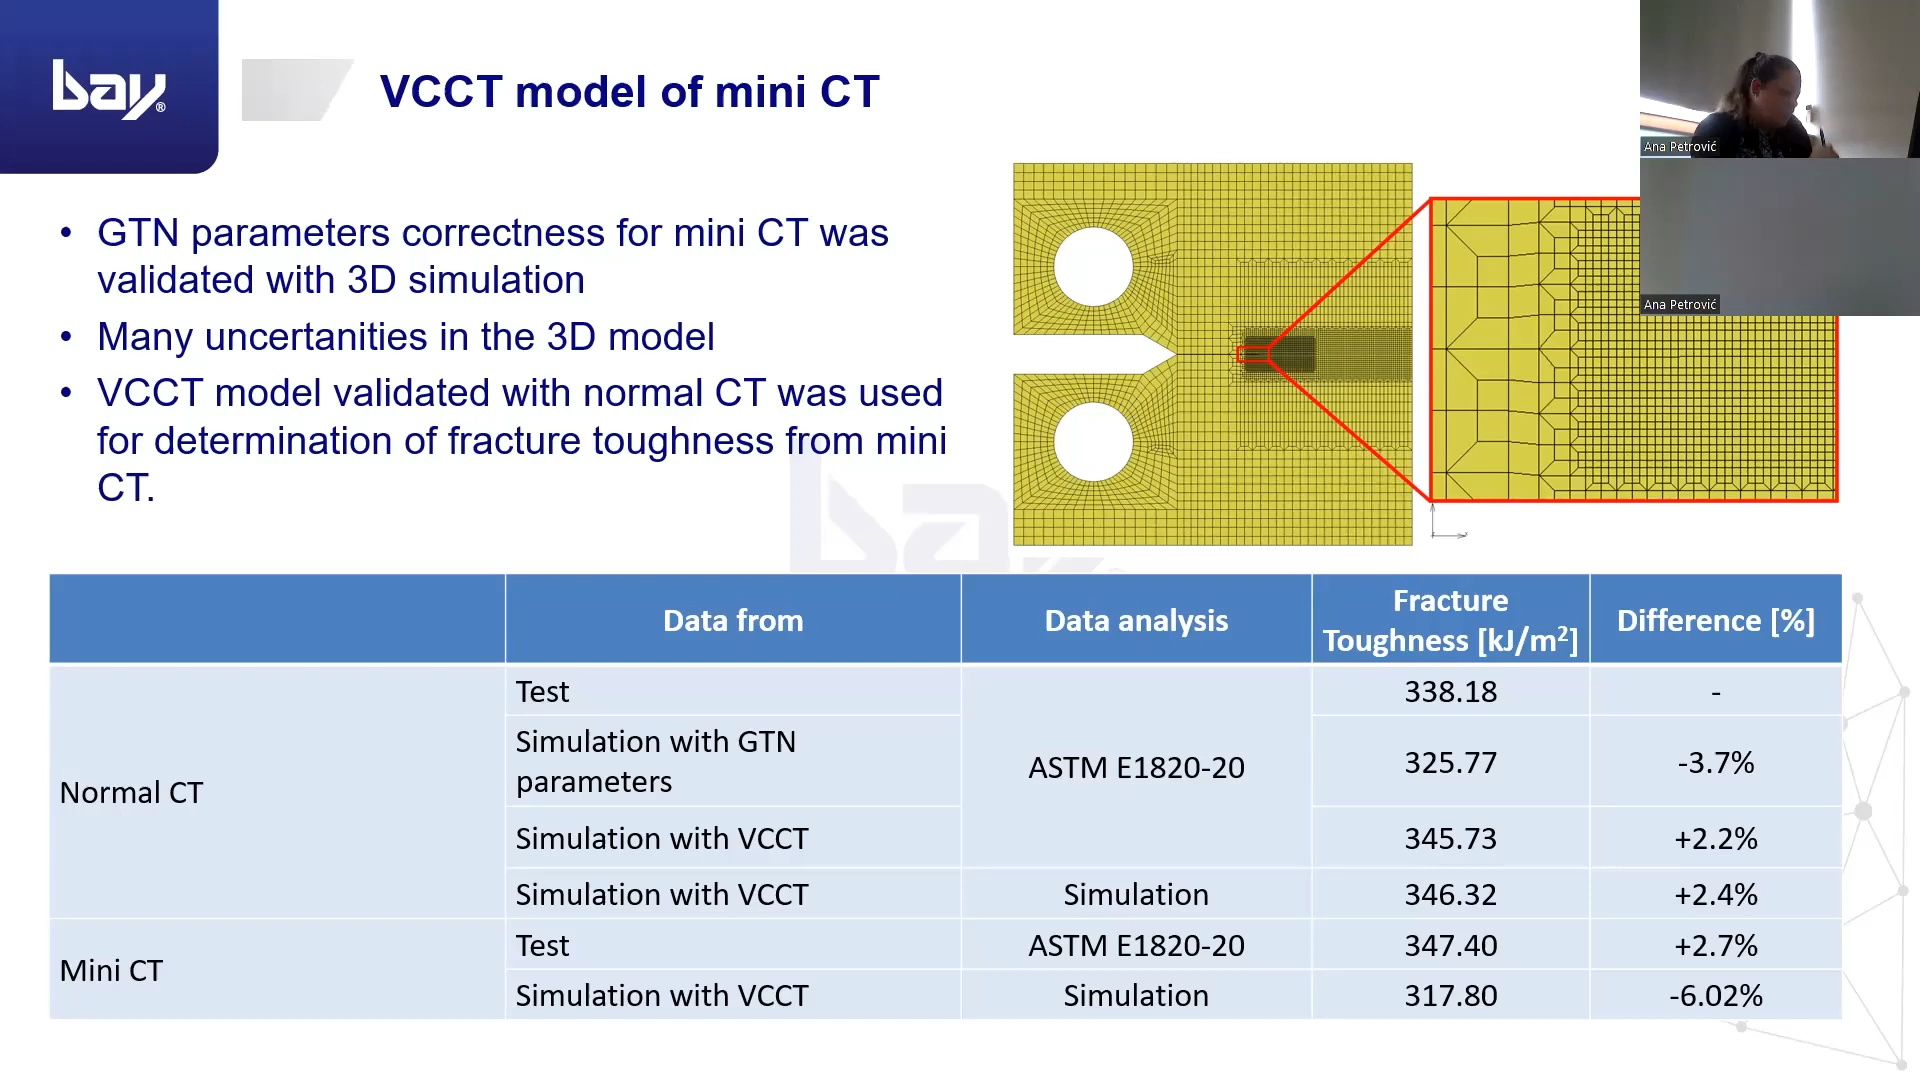 bay®
VCCT model of mini CT
Ana Petrović
Ana Petrović
• GTN parameters correctness for mini CT was
validated with 3D simulation
• Many uncertanities in the 3D model
• VCCT model validated with normal CT was used
for determination of fracture toughness from mini
CT.
Data from Data analysis Fracture Toughness [kJ/m²] Difference [%]
Normal CT
Test ASTM E1820-20 338.18 -
Simulation with GTN parameters 325.77 -3.7%
Simulation with VCCT 345.73 +2.2%
Simulation with VCCT Simulation 346.32 +2.4%
Mini CT
Test ASTM E1820-20 347.40 +2.7%
Simulation with VCCT Simulation 317.80 -6.02%